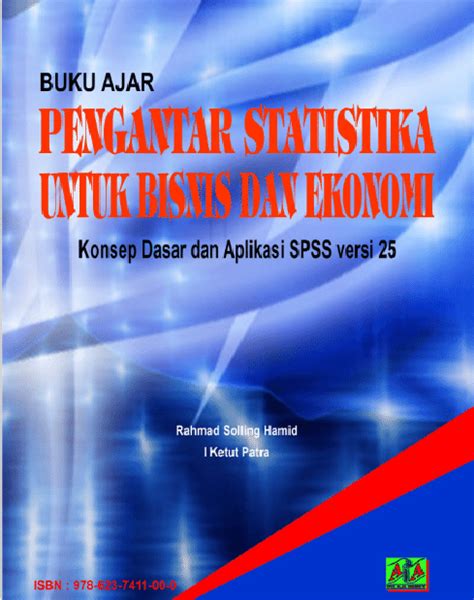 BUKU AJAR
PENGANTAR STATISTIKA
UNTUK BISNIS DAN EKONOMI
Konsep Dasar dan Aplikasi SPSS versi 25
Rahmad Solling Hamid
I Ketut Patra
ISBN : 978-623-7411-00-0